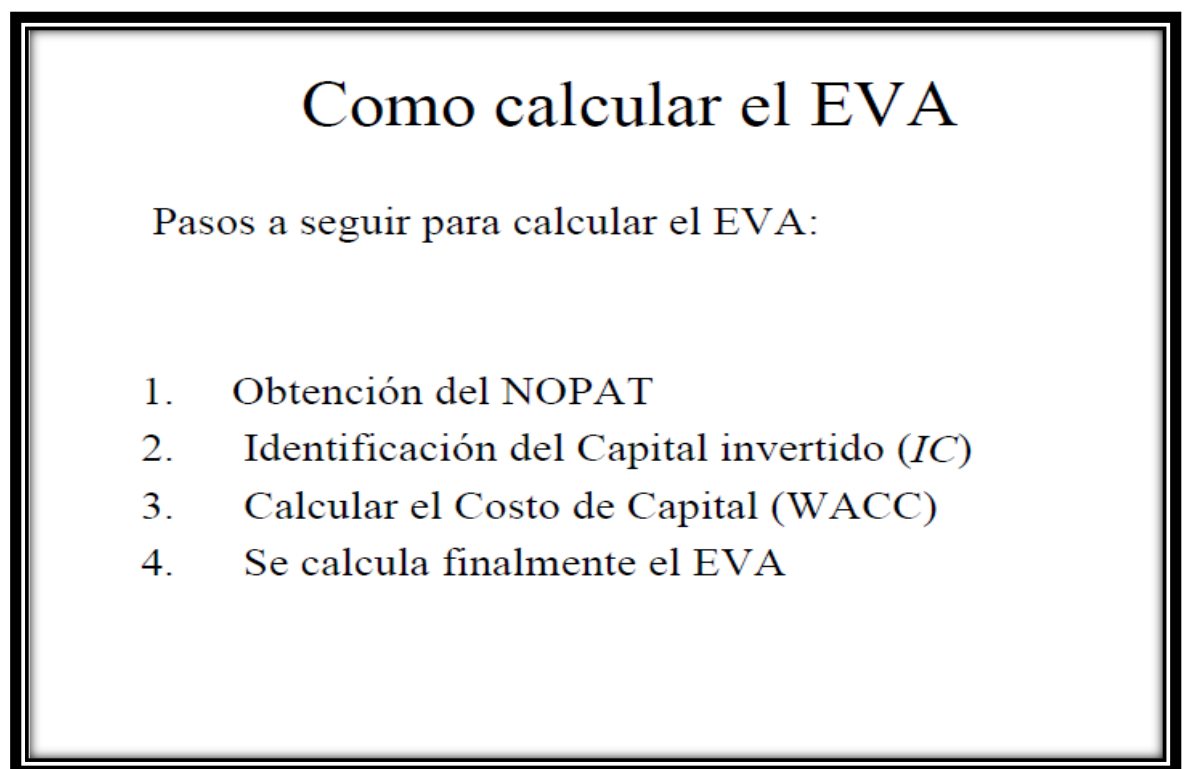 Como calcular el EVA
Pasos a seguir para calcular el EVA:
1. Obtención del NOPAT
2. Identificación del Capital invertido (IC)
3. Calcular el Costo de Capital (WACC)
4. Se calcula finalmente el EVA